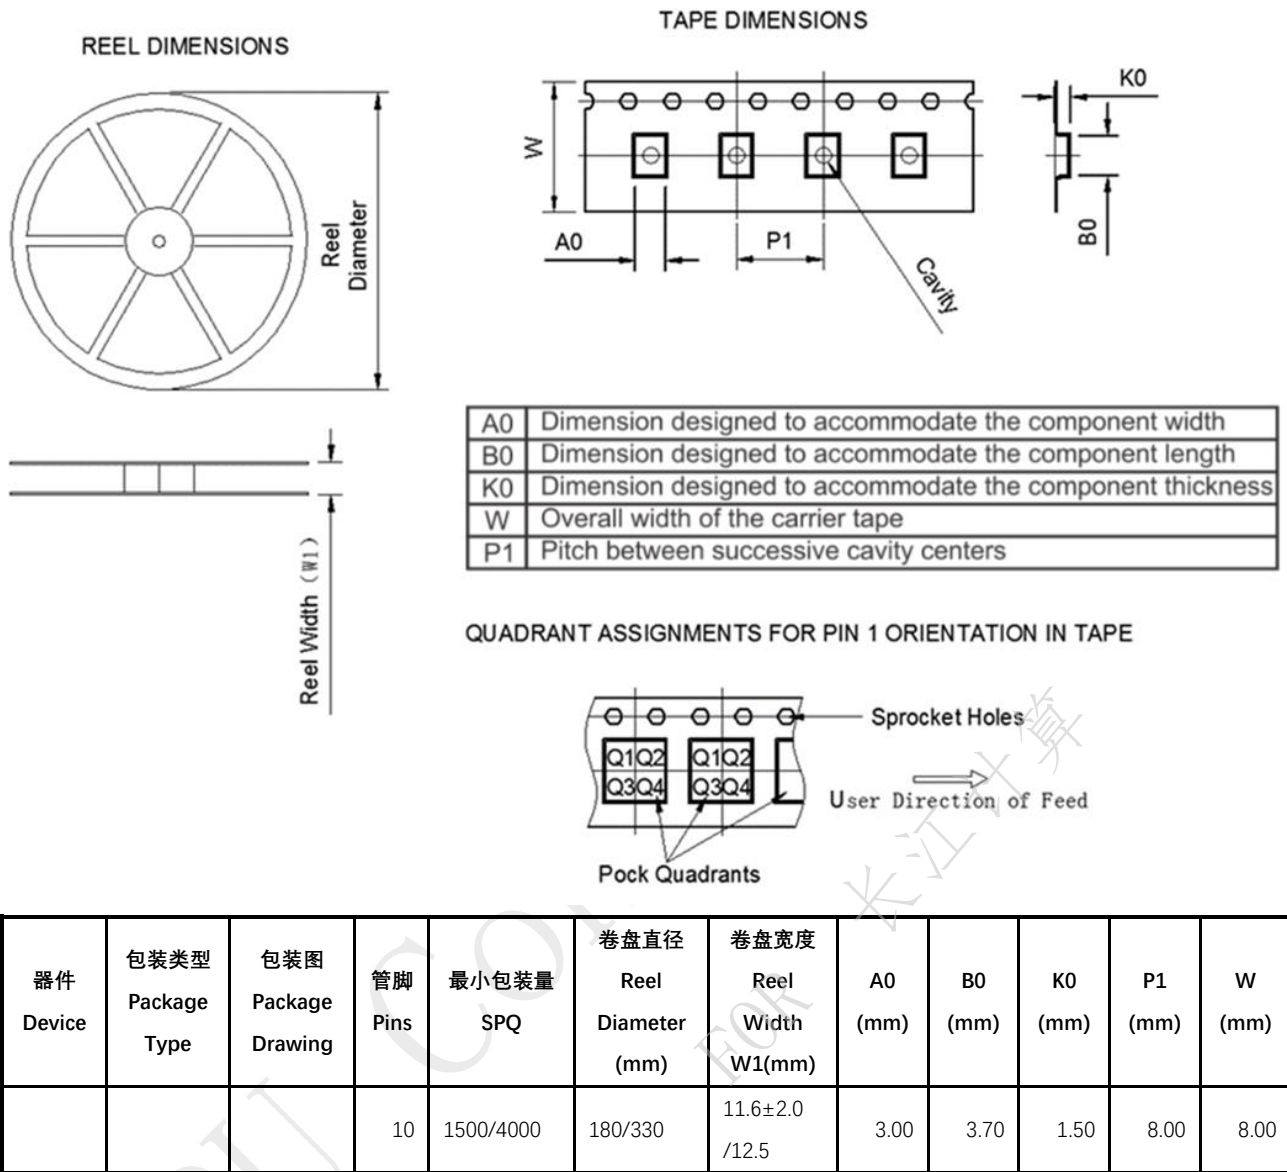 REEL DIMENSIONS
TAPE DIMENSIONS
Reel
Diameter
W
A0
P1
Cavity
K0
B0
Reel Width (W1)
A0 Dimension designed to accommodate the component width
B0 Dimension designed to accommodate the component length
K0 Dimension designed to accommodate the component thickness
W Overall width of the carrier tape
P1 Pitch between successive cavity centers
QUADRANT ASSIGNMENTS FOR PIN 1 ORIENTATION IN TAPE
Sprocket Holes
Q1 Q2 Q1 Q2
Q3 Q4 Q3 Q4
User Direction of Feed
Pock Quadrants
长江计算
FOR
器件
Device
包装类型
Package
Type
包装图
Package
Drawing
管脚
Pins
最小包装量
SPQ
卷盘直径
Reel
Diameter
(mm)
卷盘宽度
Reel
Width
W1(mm)
A0
(mm)
B0
(mm)
K0
(mm)
P1
(mm)
W
(mm)
10
1500/4000
180/330
11.6±2.0
/12.5
3.00
3.70
1.50
8.00
8.00